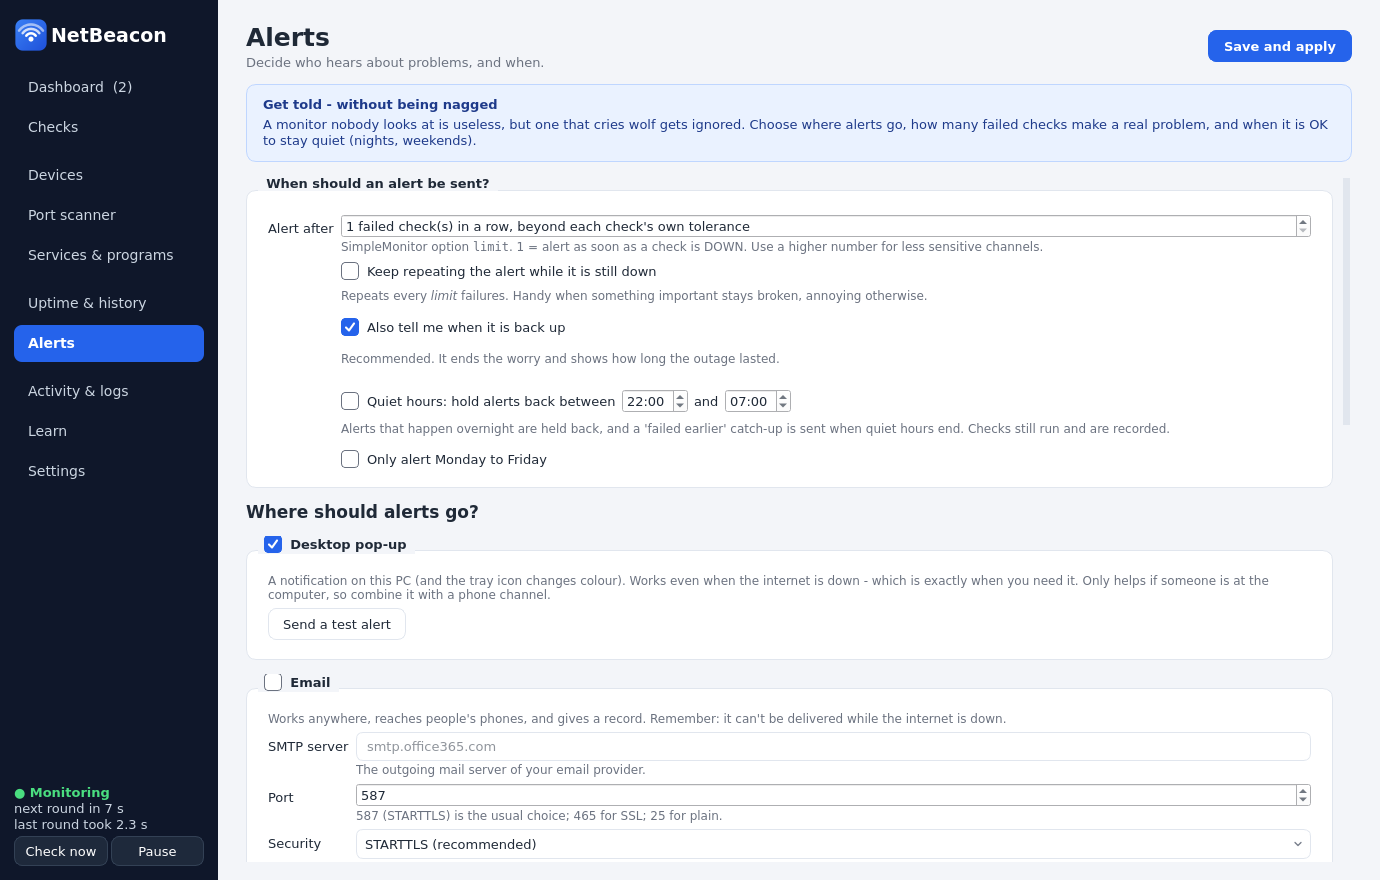 NetBeacon
Dashboard (2)
Checks
Devices
Port scanner
Services & programs
Uptime & history
Alerts
Activity & logs
Learn
Settings
● Monitoring
next round in 7 s
last round took 2.3 s
Check now
Pause
Alerts
Decide who hears about problems, and when.
Save and apply
Get told - without being nagged
A monitor nobody looks at is useless, but one that cries wolf gets ignored. Choose where alerts go, how many failed checks make a real problem, and when it is OK
to stay quiet (nights, weekends).
When should an alert be sent?
Alert after 1 failed check(s) in a row, beyond each check's own tolerance
SimpleMonitor option limit. 1 = alert as soon as a check is DOWN. Use a higher number for less sensitive channels.
Keep repeating the alert while it is still down
Repeats every limit failures. Handy when something important stays broken, annoying otherwise.
Also tell me when it is back up
Recommended. It ends the worry and shows how long the outage lasted.
Quiet hours: hold alerts back between 22:00 and 07:00
Alerts that happen overnight are held back, and a 'failed earlier' catch-up is sent when quiet hours end. Checks still run and are recorded.
Only alert Monday to Friday
Where should alerts go?
Desktop pop-up
A notification on this PC (and the tray icon changes colour). Works even when the internet is down - which is exactly when you need it. Only helps if someone is at the
computer, so combine it with a phone channel.
Send a test alert
Email
Works anywhere, reaches people's phones, and gives a record. Remember: it can't be delivered while the internet is down.
SMTP server smtp.office365.com
The outgoing mail server of your email provider.
Port 587
587 (STARTTLS) is the usual choice; 465 for SSL; 25 for plain.
Security STARTTLS (recommended)